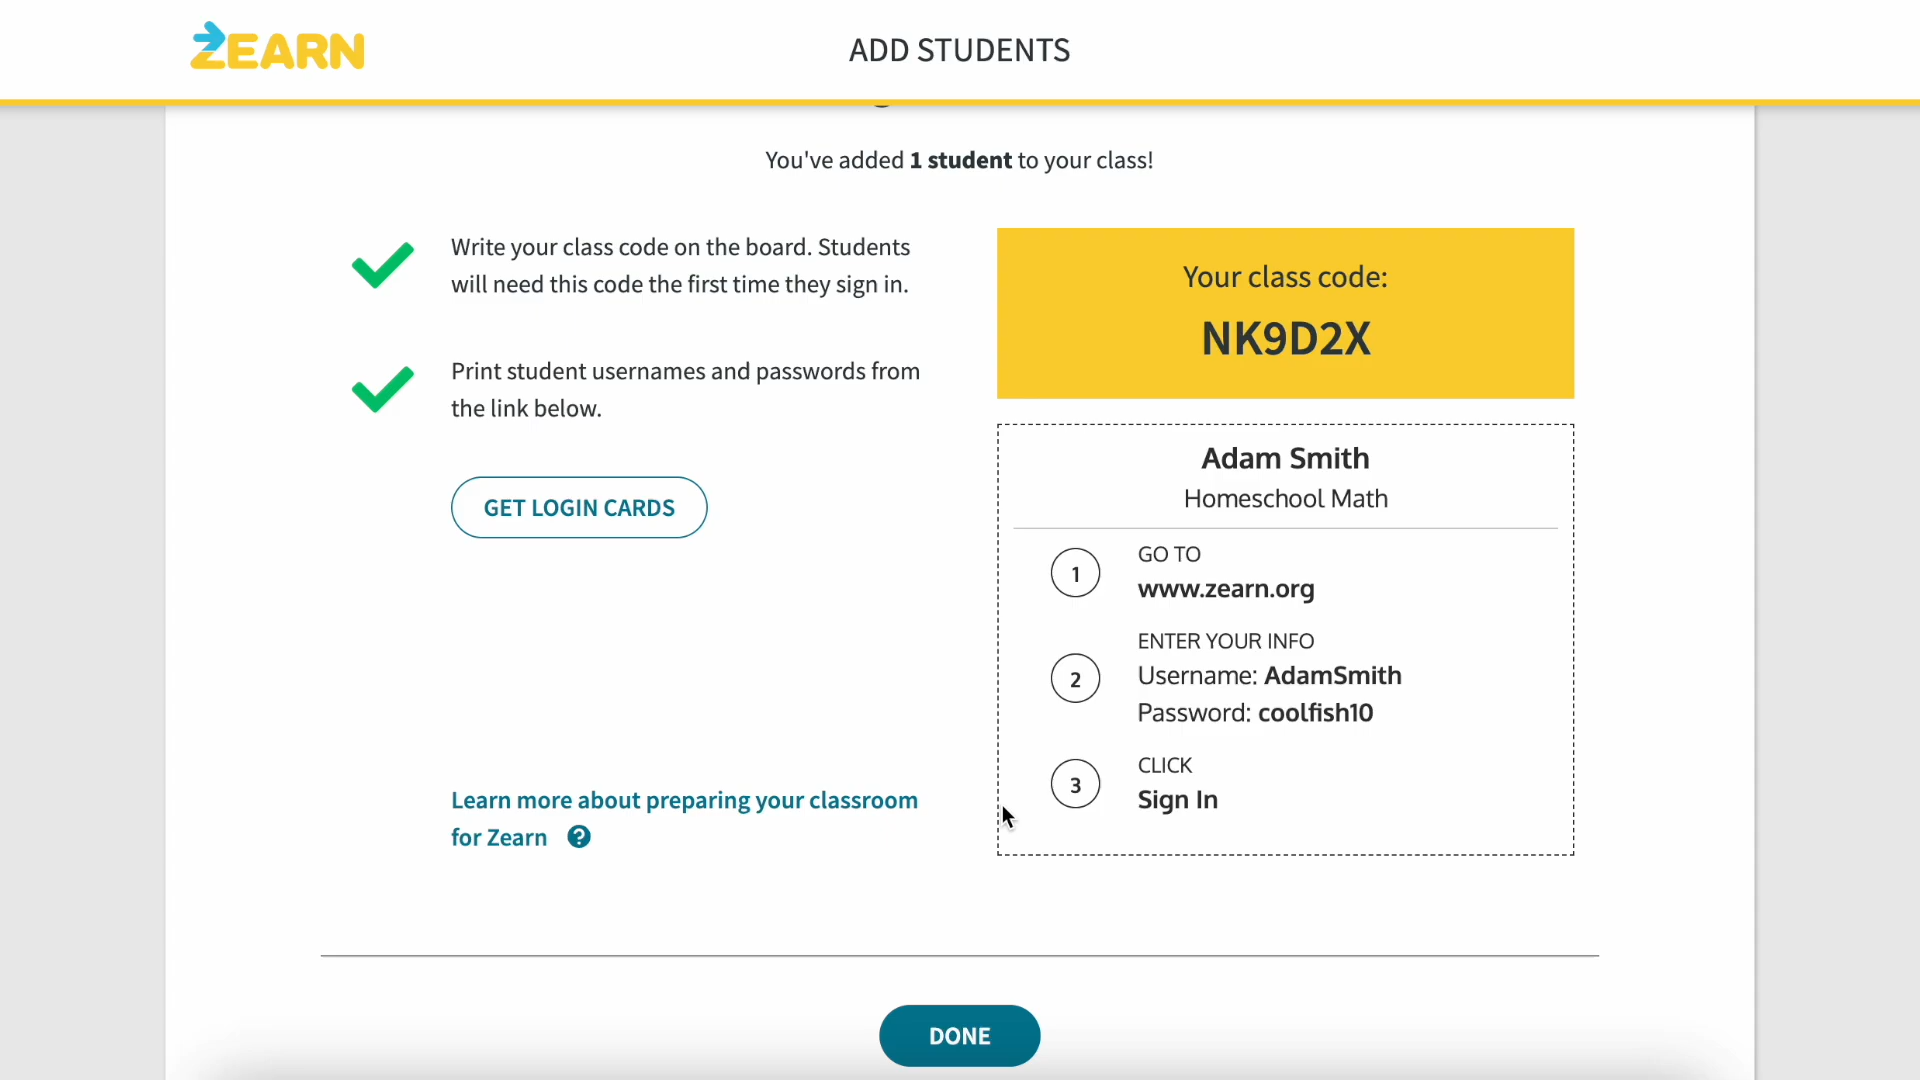 ZEARN
ADD STUDENTS
You've added 1 student to your class!
Write your class code on the board. Students
will need this code the first time they sign in.
Print student usernames and passwords from
the link below.
GET LOGIN CARDS
Learn more about preparing your classroom
for Zearn ?
Your class code:
NK9D2X
Adam Smith
Homeschool Math
1
GO TO
www.zearn.org
2
ENTER YOUR INFO
Username: AdamSmith
Password: coolfish10
3
CLICK
Sign In
DONE